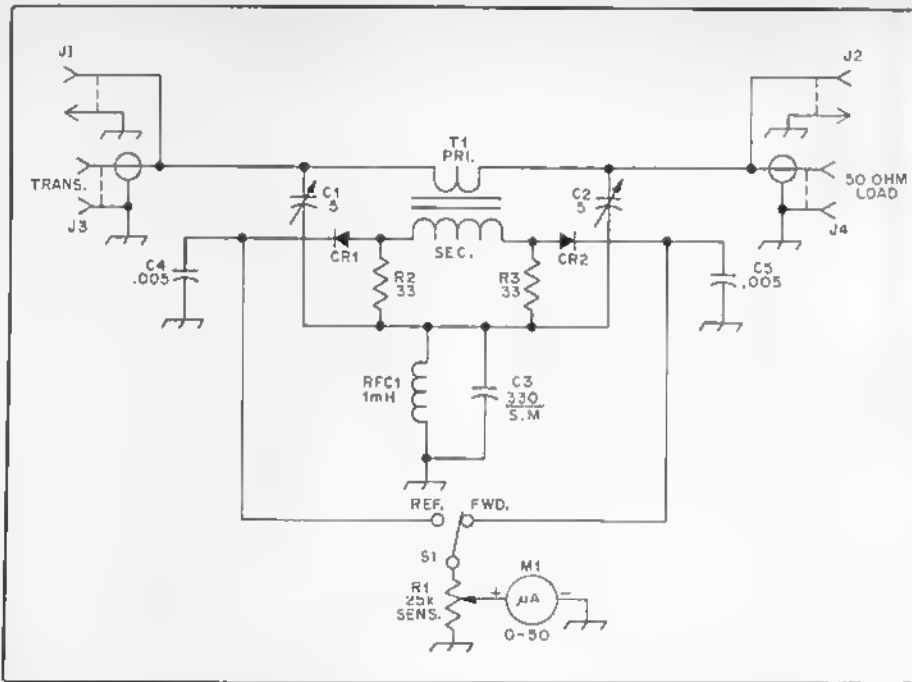 J1
J2
T1
PRI.
TRANS.
50 OHM
LOAD
C1
5
C2
5
J3
J4
CR1
SEC.
CR2
C4
.005
R2
33
R3
33
C5
.005
RFC1
1mH
C3
330
S.M
REF.
FWD.
S1
M1
R1
25k
SENS.
+
µA
-
0-50